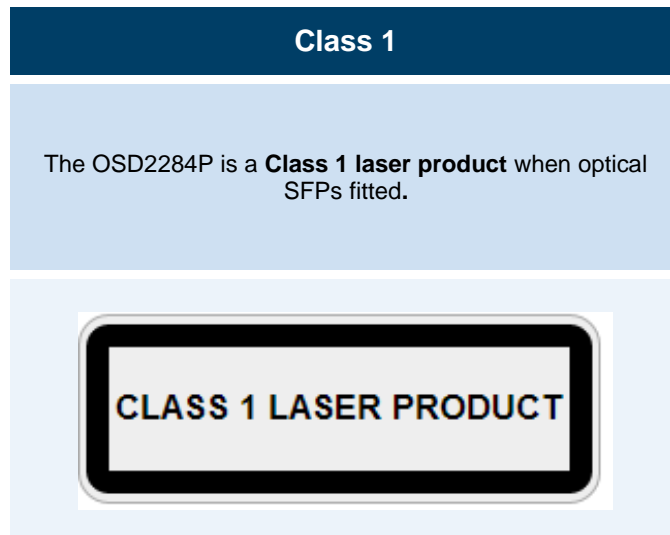 Class 1
The OSD2284P is a Class 1 laser product when optical
SFPs fitted.
CLASS 1 LASER PRODUCT